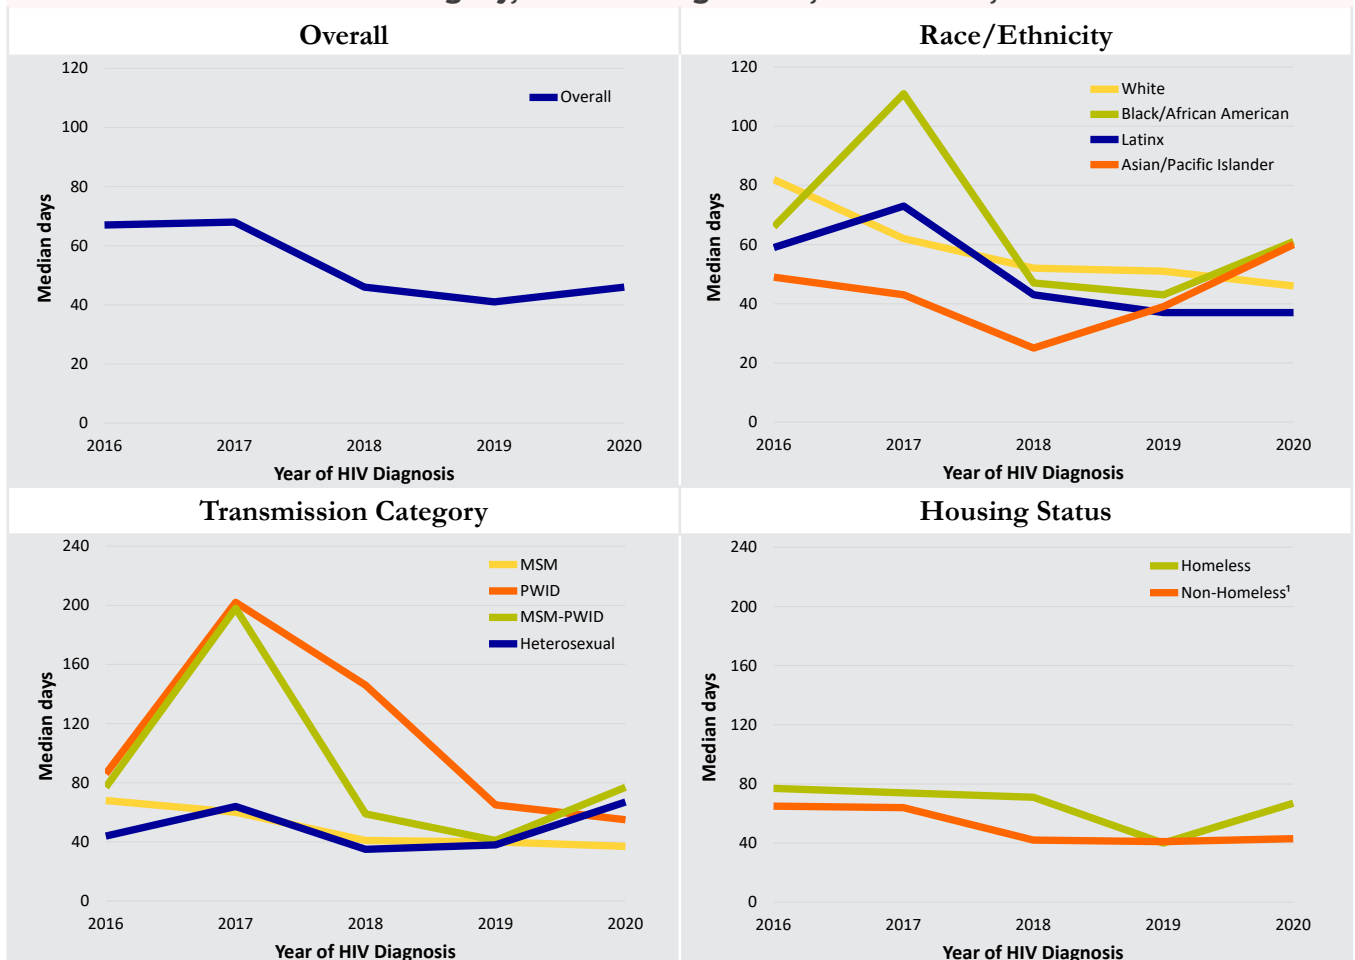 Overall
120
100
80
60
40
20
0
Median days
2016 2017 2018 2019 2020
Year of HIV Diagnosis
Overall
Race/Ethnicity
120
100
80
60
40
20
0
Median days
2016 2017 2018 2019 2020
Year of HIV Diagnosis
White
Black/African American
Latinx
Asian/Pacific Islander
Transmission Category
240
200
160
120
80
40
0
Median days
2016 2017 2018 2019 2020
Year of HIV Diagnosis
MSM
PWID
MSM-PWID
Heterosexual
Housing Status
240
200
160
120
80
40
0
Median days
2016 2017 2018 2019 2020
Year of HIV Diagnosis
Homeless
Non-Homeless¹